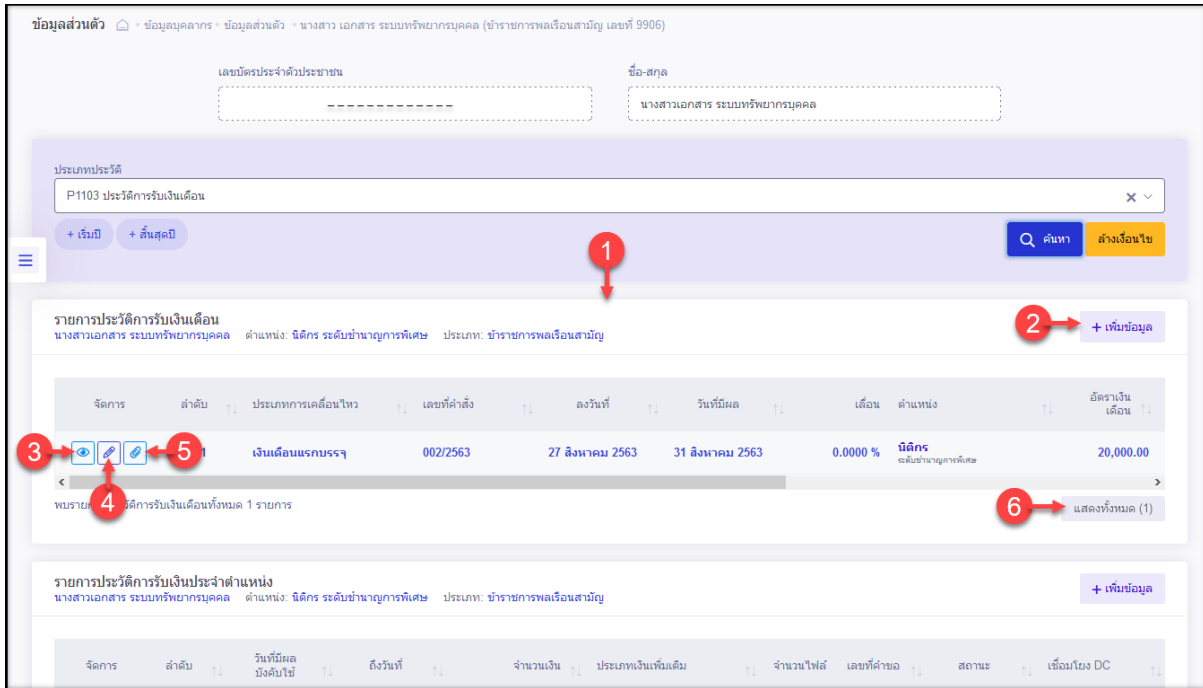 ข้อมูลส่วนตัว ◦ ข้อมูลบุคลากร ◦ ข้อมูลส่วนตัว ◦ นางสาว เอกสาร ระบบทรัพยากรบุคคล (ข้าราชการพลเรือนสามัญ เลขที่ 9906)
เลขบัตรประจำตัวประชาชน ชื่อ-สกุล
_ _ _ _ _ _ _ _ _ _ _ _ _ นางสาวเอกสาร ระบบทรัพยากรบุคคล
ประเภทประวัติ
P1103 ประวัติการรับเงินเดือน
+ เริ่มปี + สิ้นสุดปี ค้นหา ล้างเงื่อนไข
1
รายการประวัติการรับเงินเดือน
นางสาวเอกสาร ระบบทรัพยากรบุคคล ตำแหน่ง: นิติกร ระดับชำนาญการพิเศษ ประเภท: ข้าราชการพลเรือนสามัญ
2 + เพิ่มข้อมูล
จัดการ ลำดับ ประเภทการเคลื่อนไหว เลขที่คำสั่ง ลงวันที่ วันที่มีผล เลื่อน ตำแหน่ง อัตราเงิน
เดือน
3 5 1 เงินเดือนแรกบรรจุ 002/2563 27 สิงหาคม 2563 31 สิงหาคม 2563 0.0000 % นิติกร 20,000.00
ระดับชำนาญการพิเศษ
4
วัติการรับเงินเดือนทั้งหมด 1 รายการ 6 แสดงทั้งหมด (1)
รายการประวัติการรับเงินประจำตำแหน่ง
นางสาวเอกสาร ระบบทรัพยากรบุคคล ตำแหน่ง: นิติกร ระดับชำนาญการพิเศษ ประเภท: ข้าราชการพลเรือนสามัญ
+ เพิ่มข้อมูล
จัดการ ลำดับ วันที่มีผล ถึงวันที่ จำนวนเงิน ประเภทเงินเพิ่มเติม จำนวนไฟล์ เลขที่คำขอ สถานะ เชื่อมโยง DC
บังคับใช้